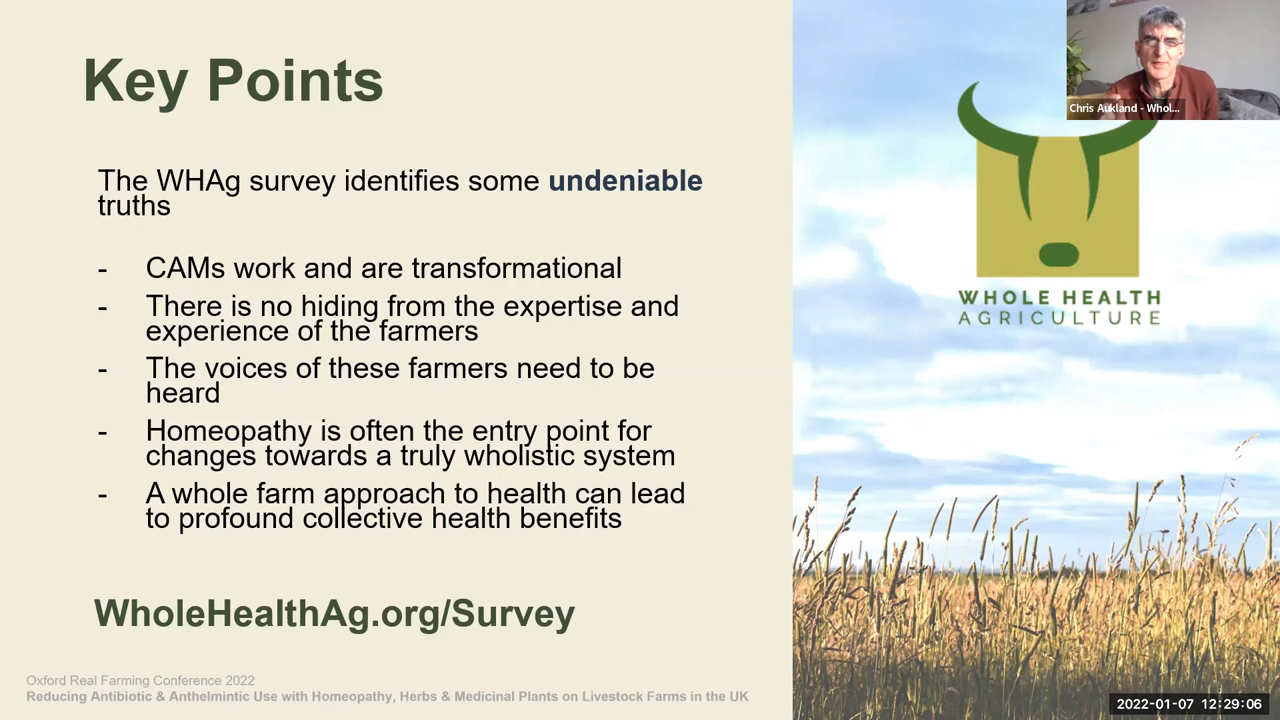 Key Points
The WHAg survey identifies some undeniable
truths
- CAMs work and are transformational
- There is no hiding from the expertise and
experience of the farmers
- The voices of these farmers need to be
heard
- Homeopathy is often the entry point for
changes towards a truly wholistic system
- A whole farm approach to health can lead
to profound collective health benefits
WholeHealthAg.org/Survey
Oxford Real Farming Conference 2022
Reducing Antibiotic & Anthelmintic Use with Homeopathy, Herbs & Medicinal Plants on Livestock Farms in the UK
Chris Aukland - Whol...
WHOLE HEALTH
AGRICULTURE
2022-01-07 12:29:06